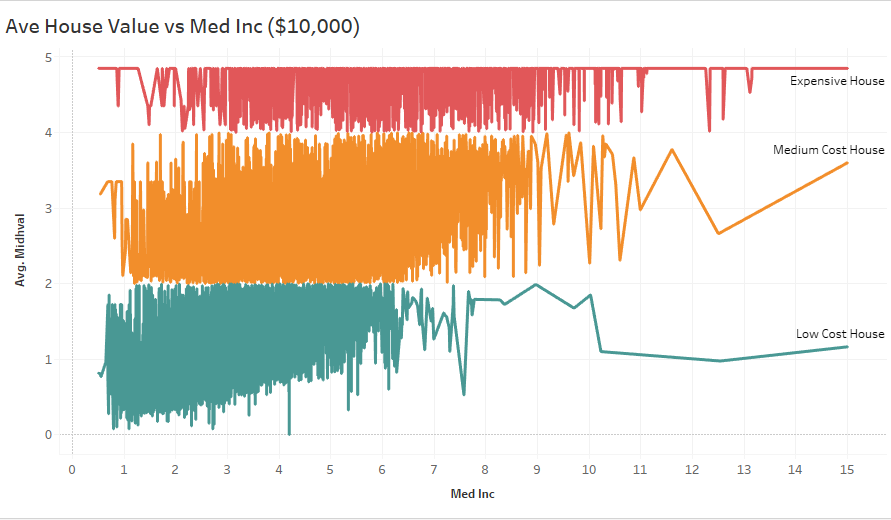 Ave House Value vs Med Inc ($10,000)
5
Expensive House
4
Medium Cost House
3
Avg. Midhval
2
Low Cost House
1
0
0 1 2 3 4 5 6 7 8 9 10 11 12 13 14 15
Med Inc